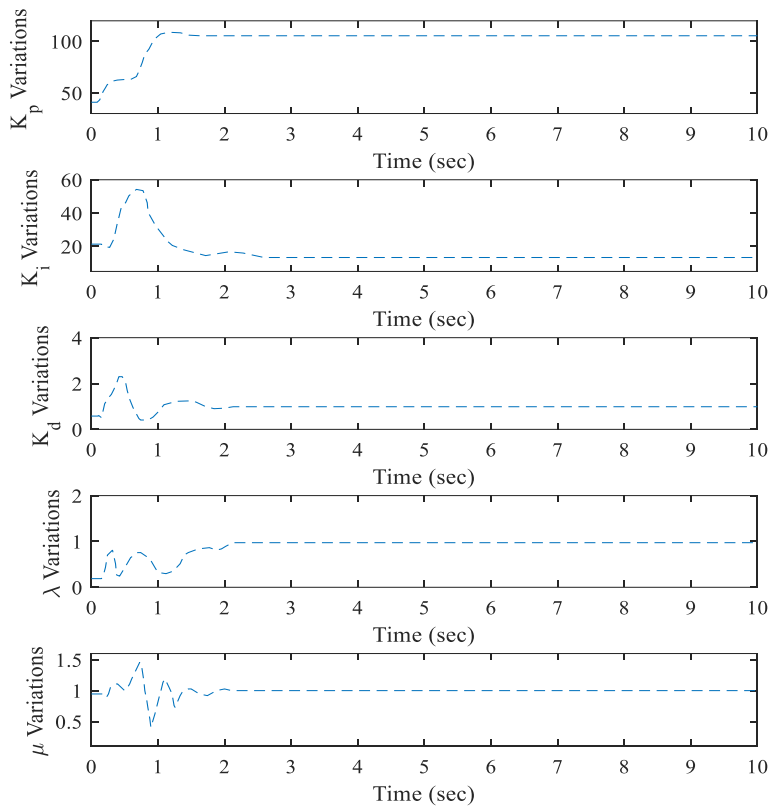 K_p Variations
100
50
0 1 2 3 4 5 6 7 8 9 10
Time (sec)
K_i Variations
60
40
20
0 1 2 3 4 5 6 7 8 9 10
Time (sec)
K_d Variations
4
2
0
0 1 2 3 4 5 6 7 8 9 10
Time (sec)
λ Variations
2
1
0
0 1 2 3 4 5 6 7 8 9 10
Time (sec)
μ Variations
1.5
1
0.5
0 1 2 3 4 5 6 7 8 9 10
Time (sec)